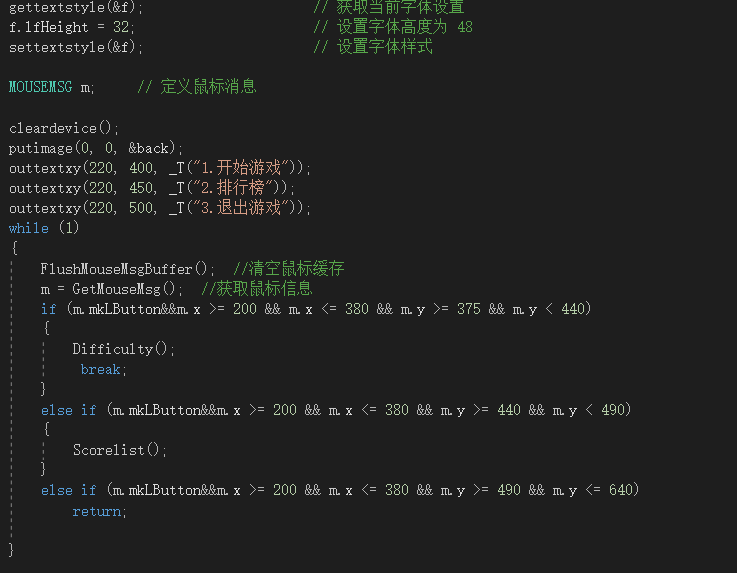 gettextstyle(&f);                     // 获取当前字体设置
f.lfHeight = 32;                      // 设置字体高度为 48
settextstyle(&f);                     // 设置字体样式
MOUSEMSG m;     // 定义鼠标消息
cleardevice();
putimage(0, 0, &back);
outtextxy(220, 400, _T("1.开始游戏"));
outtextxy(220, 450, _T("2.排行榜"));
outtextxy(220, 500, _T("3.退出游戏"));
while (1)
{
    FlushMouseMsgBuffer();  //清空鼠标缓存
    m = GetMouseMsg();  //获取鼠标信息
    if (m.mkLButton&&m.x >= 200 && m.x <= 380 && m.y >= 375 && m.y < 440)
    {
        Difficulty();
         break;
    }
    else if (m.mkLButton&&m.x >= 200 && m.x <= 380 && m.y >= 440 && m.y < 490)
    {
        Scorelist();
    }
    else if (m.mkLButton&&m.x >= 200 && m.x <= 380 && m.y >= 490 && m.y <= 640)
        return;
}